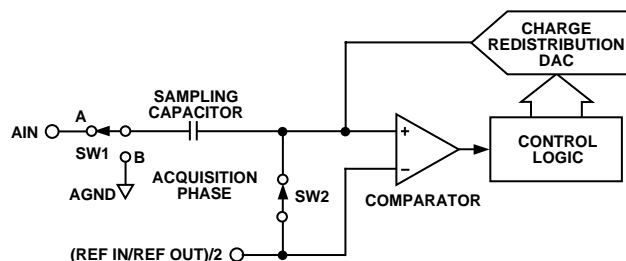 CHARGE
REDISTRIBUTION
DAC
SAMPLING
CAPACITOR
A
AIN
SW1
B
AGND
ACQUISITION
PHASE
SW2
+
−
COMPARATOR
CONTROL
LOGIC
(REF IN/REF OUT)/2